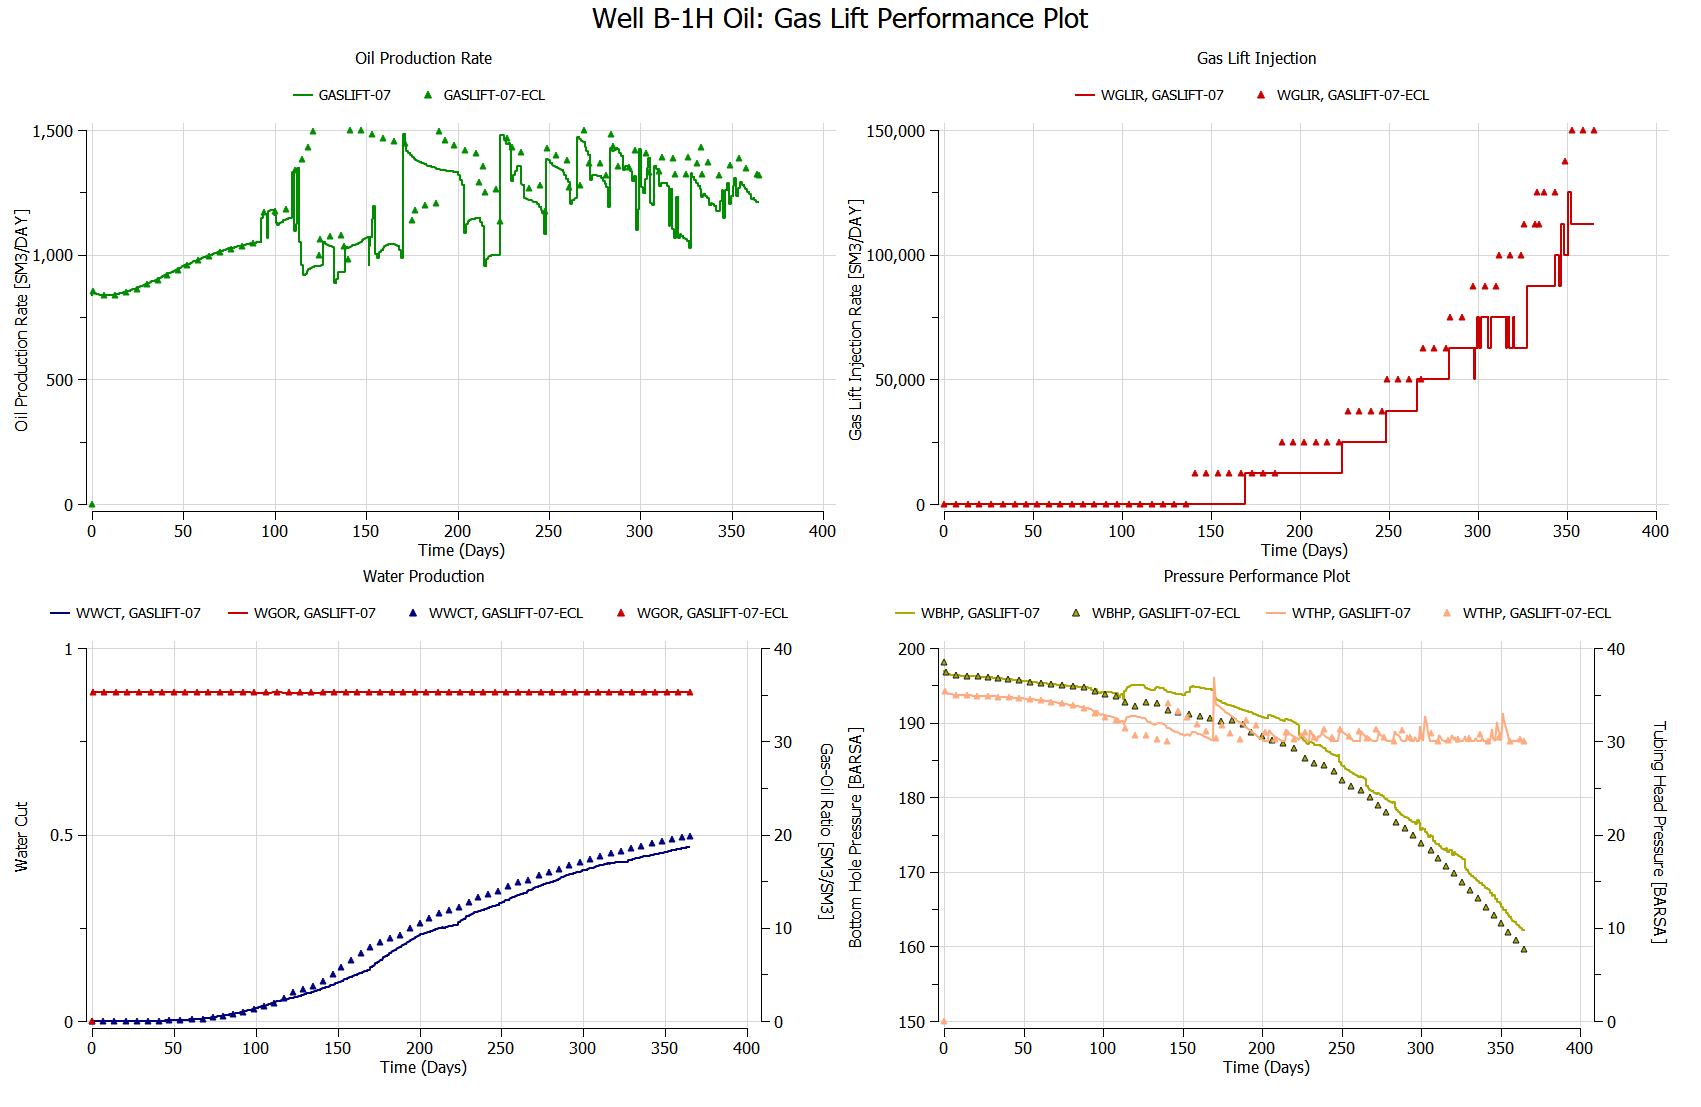 Well B-1H Oil: Gas Lift Performance Plot
Oil Production Rate
GASLIFT-07
GASLIFT-07-ECL
1,500
1,000
500
0
Oil Production Rate [SM3/DAY]
0 50 100 150 200 250 300 350 400
Time (Days)
Gas Lift Injection
WGLIR, GASLIFT-07
WGLIR, GASLIFT-07-ECL
150,000
100,000
50,000
0
Gas Lift Injection Rate [SM3/DAY]
0 50 100 150 200 250 300 350 400
Time (Days)
Water Production
WWCT, GASLIFT-07
WGOR, GASLIFT-07
WWCT, GASLIFT-07-ECL
WGOR, GASLIFT-07-ECL
1
0.5
0
Water Cut
40
30
20
10
0
Gas-Oil Ratio [SM3/SM3]
0 50 100 150 200 250 300 350 400
Time (Days)
Pressure Performance Plot
WBHP, GASLIFT-07
WBHP, GASLIFT-07-ECL
WTHP, GASLIFT-07
WTHP, GASLIFT-07-ECL
200
190
180
170
160
150
Bottom Hole Pressure [BARSA]
40
30
20
10
0
Tubing Head Pressure [BARSA]
0 50 100 150 200 250 300 350 400
Time (Days)